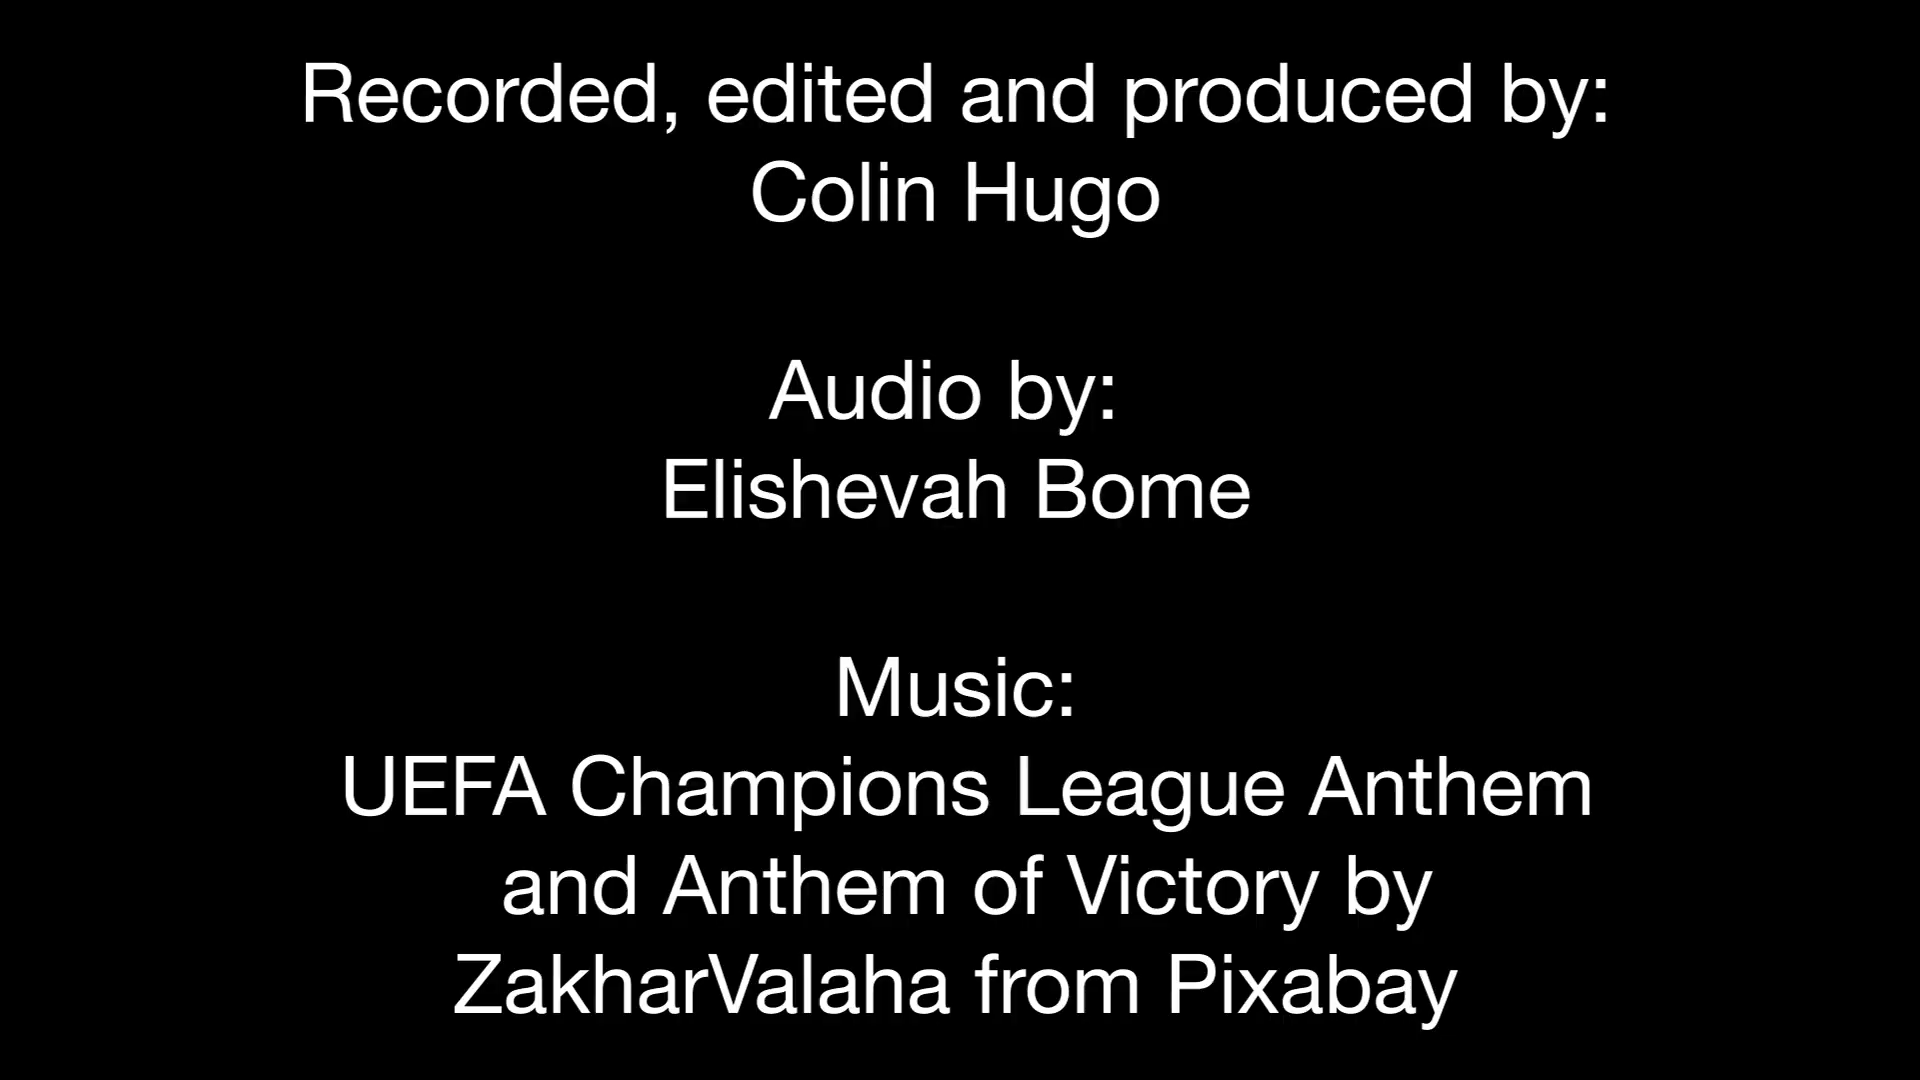 Recorded, edited and produced by:
Colin Hugo
Audio by:
Elishevah Bome
Music:
UEFA Champions League Anthem
and Anthem of Victory by
ZakharValaha from Pixabay